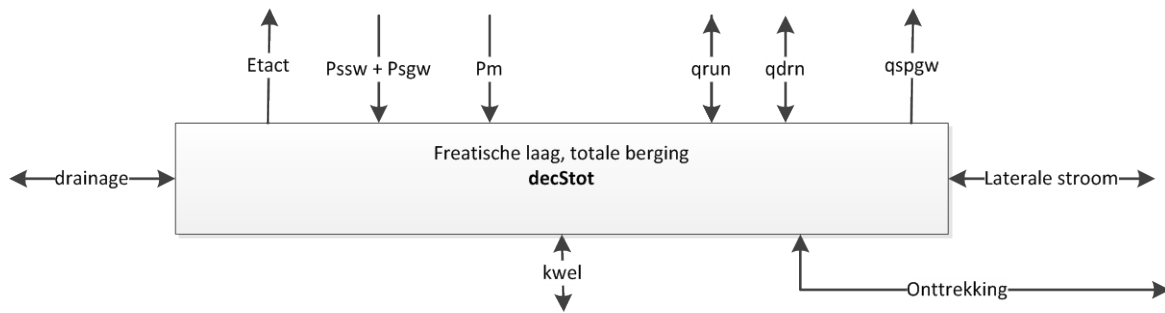 Etact
Pssw + Psgw
Pm
qrun
qdrn
qspgw
Freatische laag, totale berging
decStot
drainage
Laterale stroom
kwel
Onttrekking